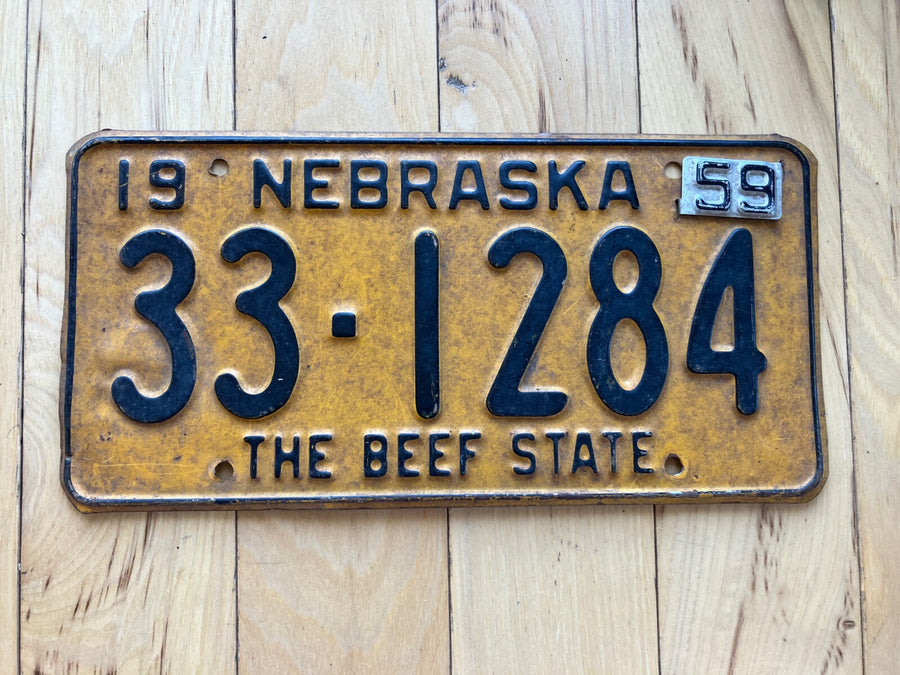 19 NEBRASKA 59
33·1284
THE BEEF STATE